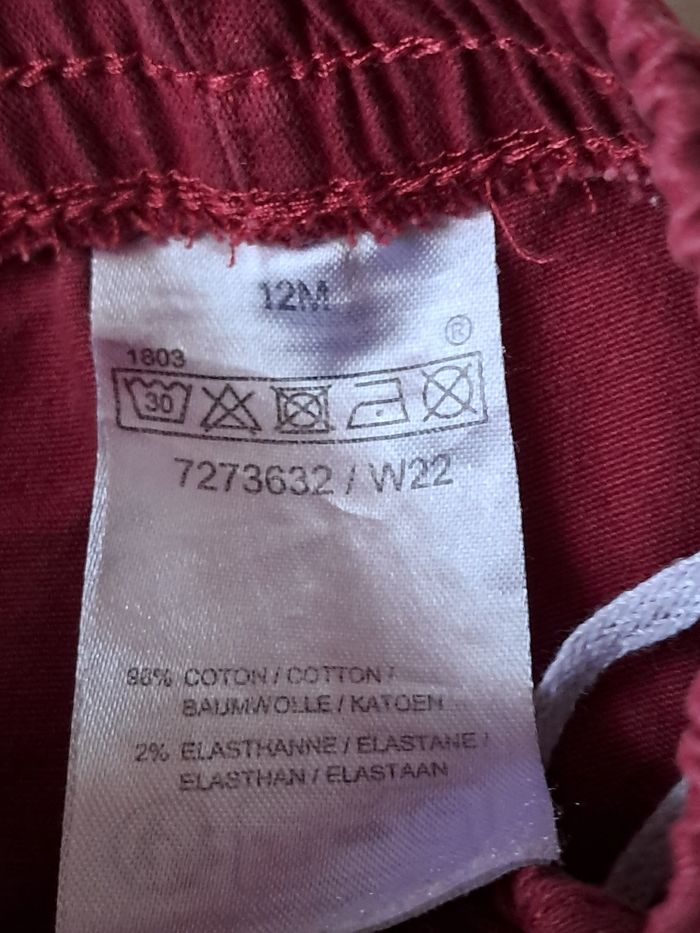 12M
®
1803
30
7273632 / W22
98% COTON / COTTON /
BAUMWOLLE / KATOEN
2% ELASTHANNE / ELASTANE /
ELASTHAN / ELASTAAN